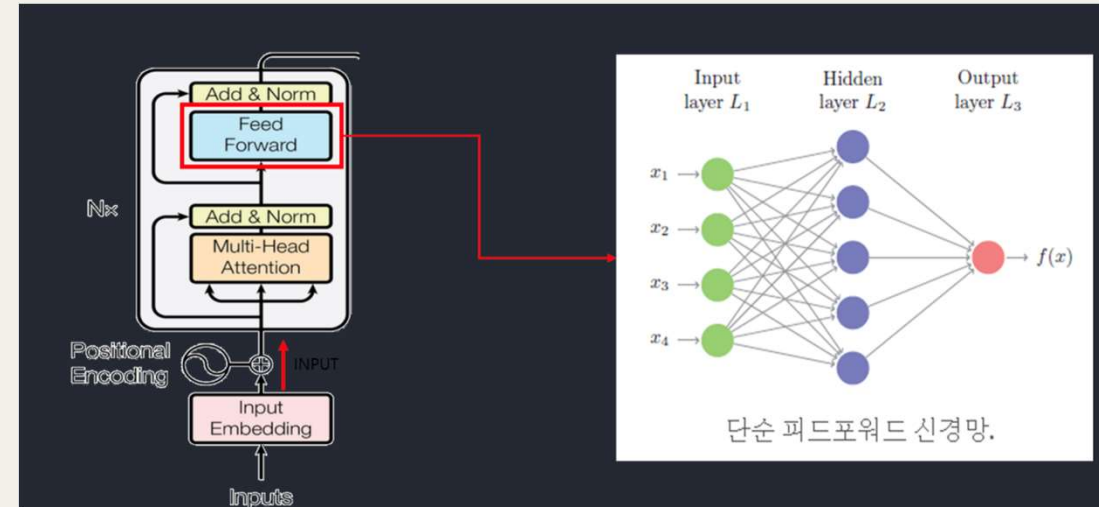 Add & Norm
Feed
Forward
Nx
Add & Norm
Multi-Head
Attention
Positional
Encoding
INPUT
Input
Embedding
Inputs
Input
layer L₁
Hidden
layer L₂
Output
layer L₃
x₁
x₂
x₃
x₄
f(x)
단순 피드포워드 신경망.